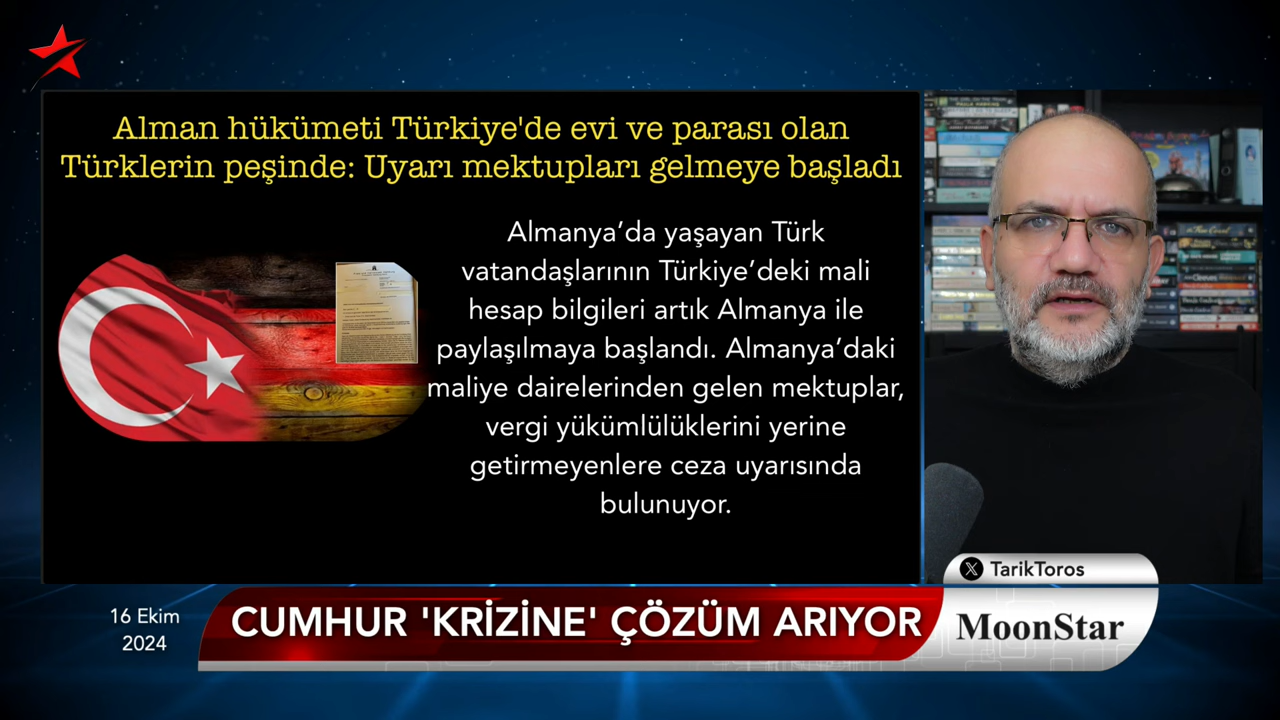 Alman hükümeti Türkiye'de evi ve parası olan
Türklerin peşinde: Uyarı mektupları gelmeye başladı
Almanya’da yaşayan Türk
vatandaşlarının Türkiye’deki mali
hesap bilgileri artık Almanya ile
paylaşılmaya başlandı. Almanya’daki
maliye dairelerinden gelen mektuplar,
vergi yükümlülüklerini yerine
getirmeyenlere ceza uyarısında
bulunuyor.
TarikToros
16 Ekim
2024
CUMHUR 'KRİZİNE' ÇÖZÜM ARIYOR
MoonStar